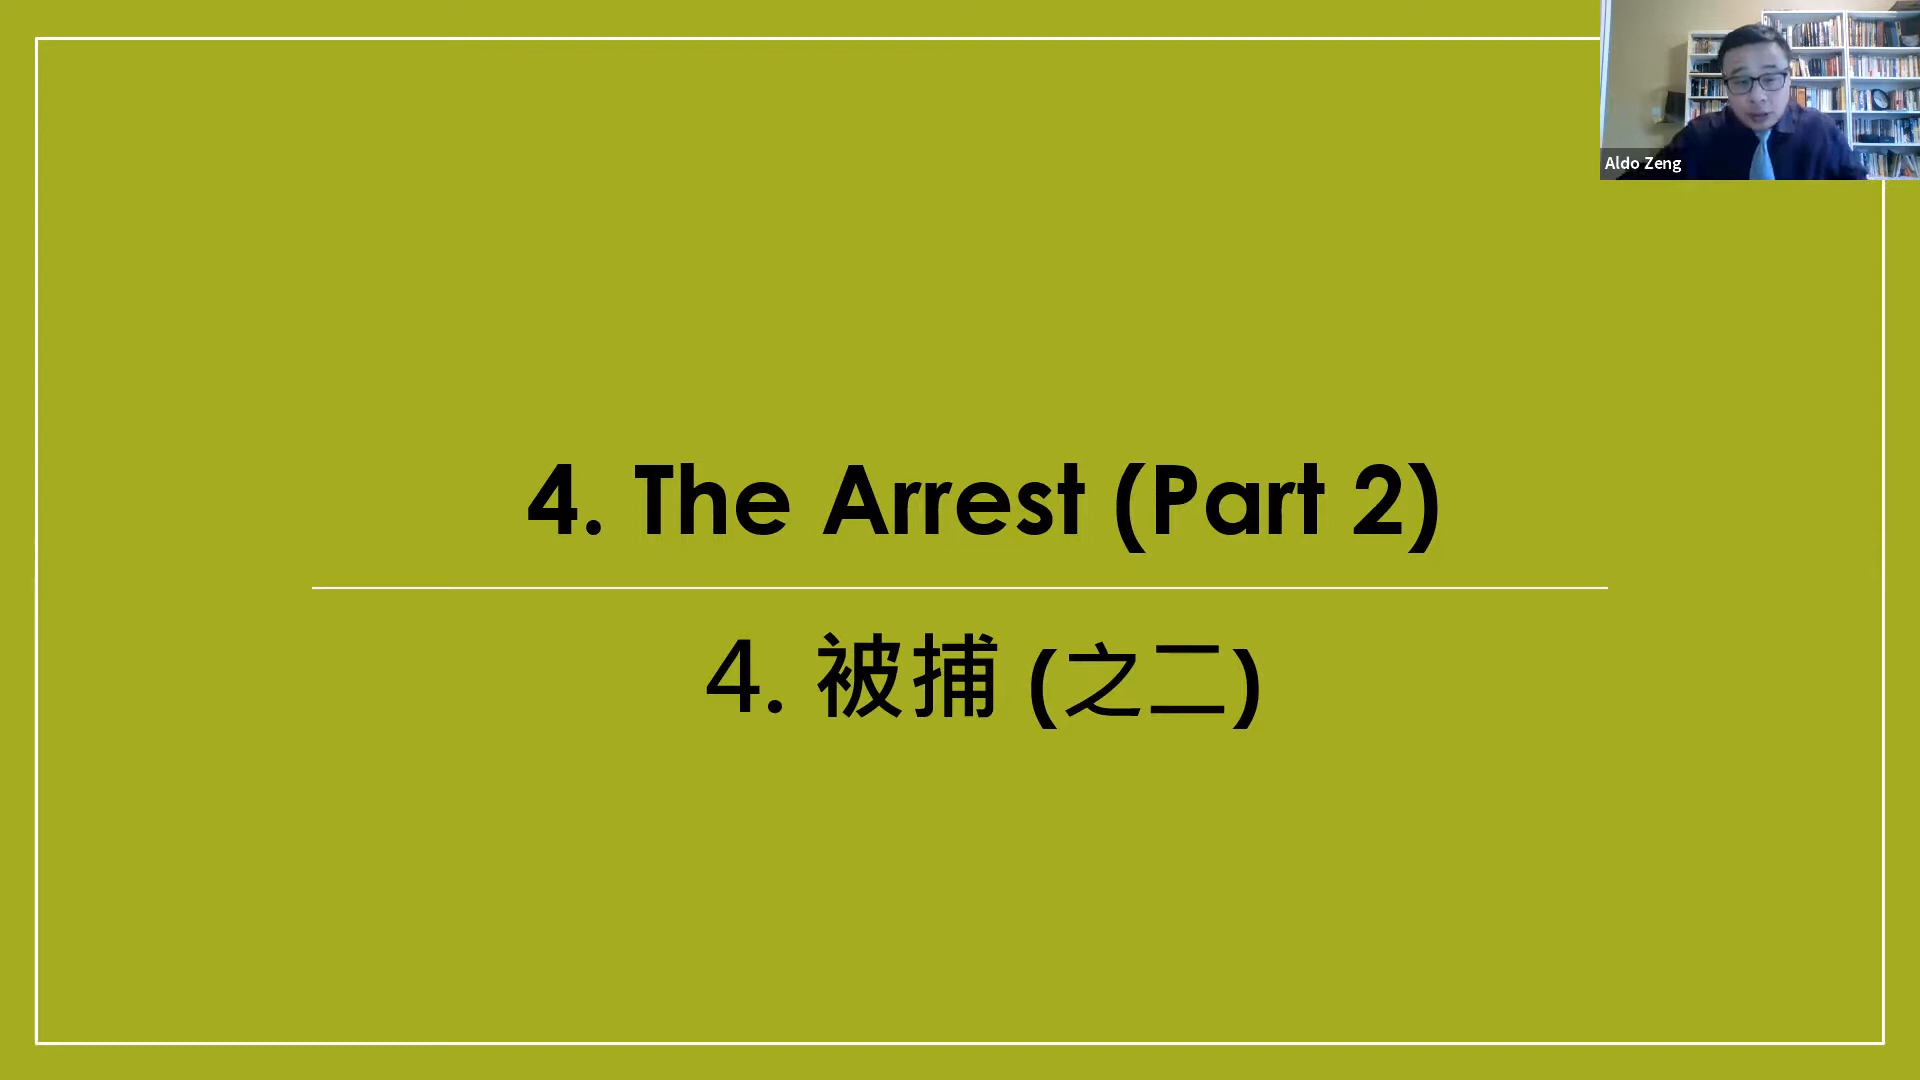 Aldo Zeng
4. The Arrest (Part 2)
4. 被捕 (之二)